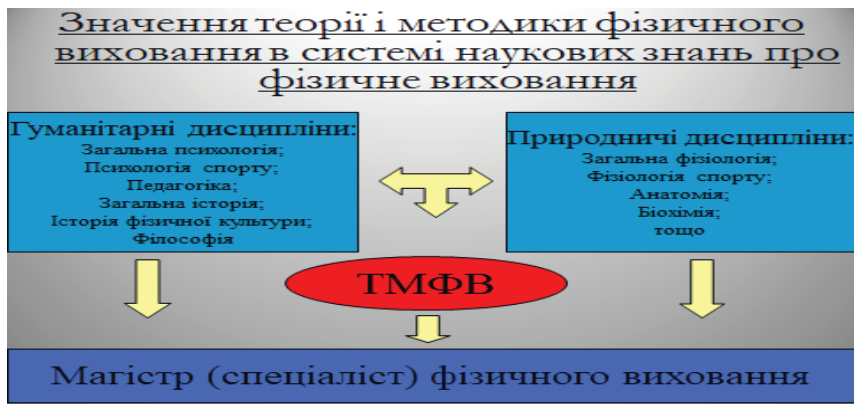 Значення теорії і методики фізичного
виховання в системі наукових знань про
фізичне виховання
Гуманітарні дисципліни:
Загальна психологія;
Психологія спорту;
Педагогіка;
Загальна історія;
Історія фізичної культури;
Філософія
Природничі дисципліни:
Загальна фізіологія;
Фізіологія спорту;
Анатомія;
Біохімія;
тощо
ТМФВ
Магістр (спеціаліст) фізичного виховання